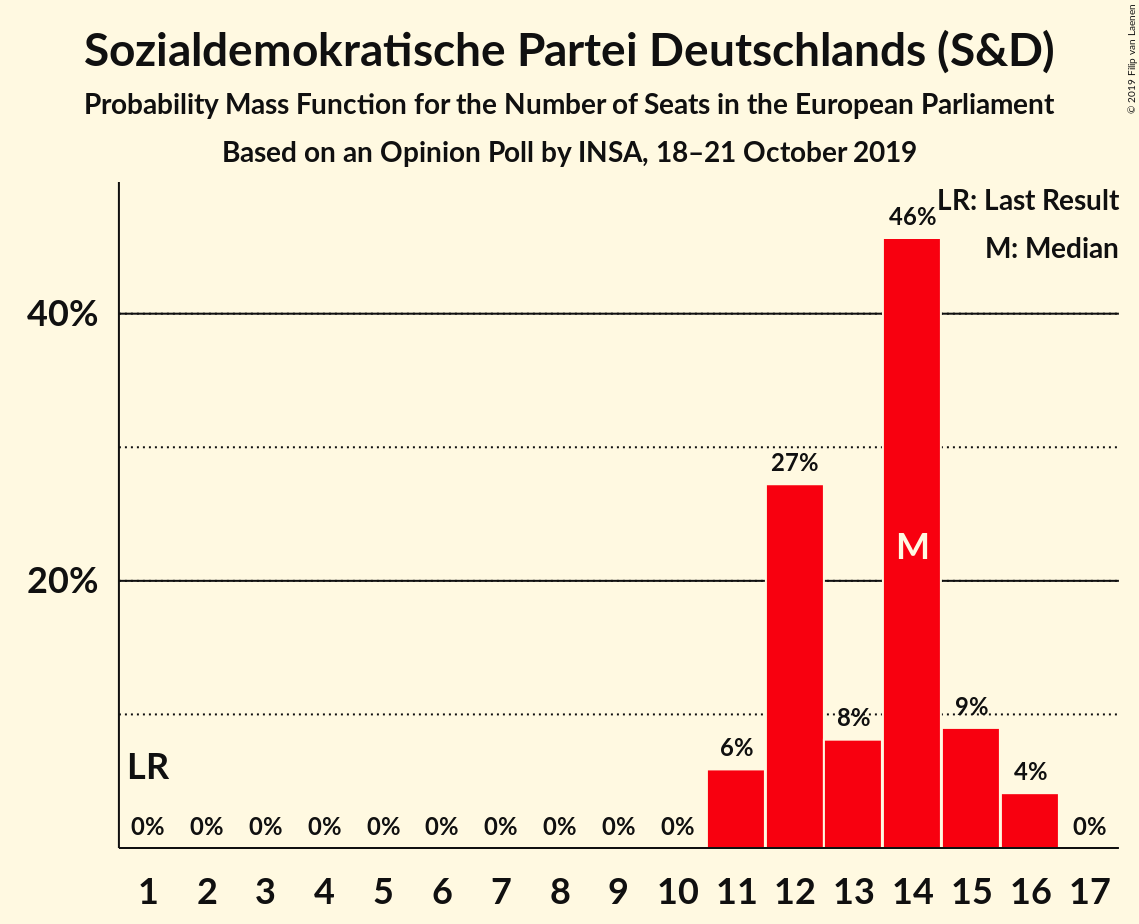 Sozialdemokratische Partei Deutschlands (S&D)
Probability Mass Function for the Number of Seats in the European Parliament
Based on an Opinion Poll by INSA, 18–21 October 2019
© 2019 Filip van Laenen
LR: Last Result
M: Median
46%
40%
27%
M
20%
9%
8%
6%
4%
LR
0% 0% 0% 0% 0% 0% 0% 0% 0% 0% 0%
1 2 3 4 5 6 7 8 9 10 11 12 13 14 15 16 17